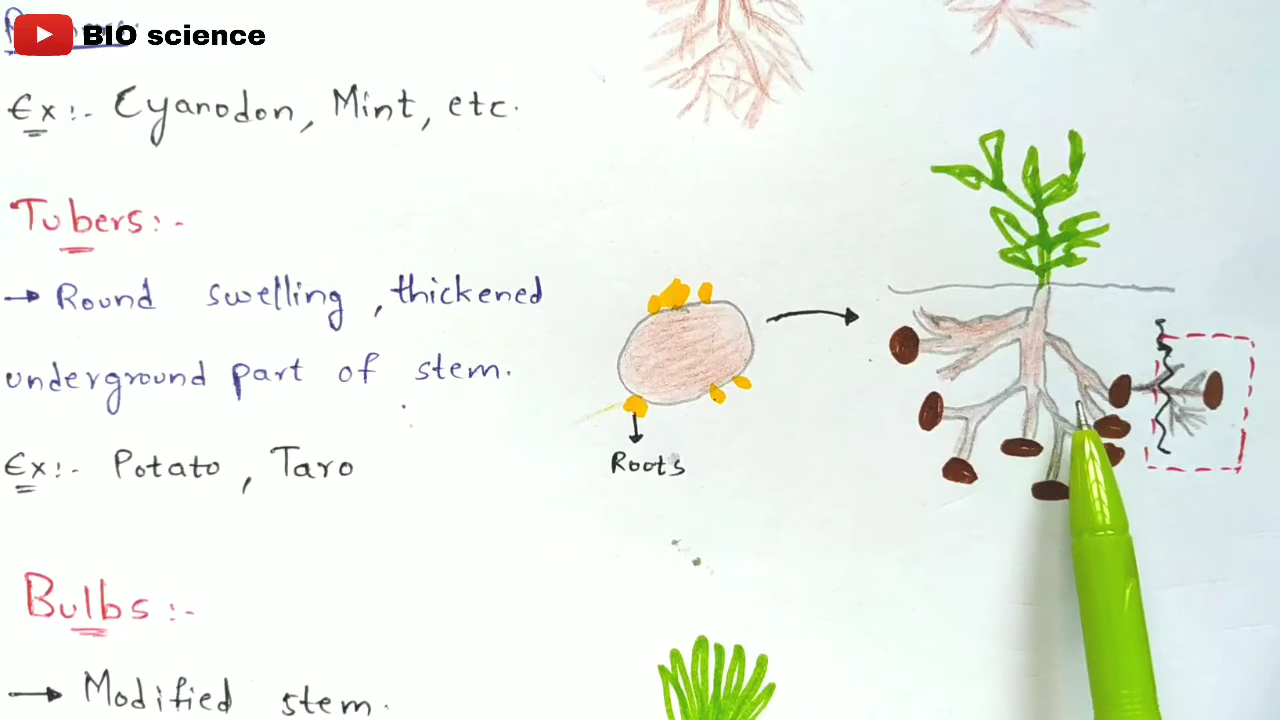 BIO science
Ex:- Cyanodon, Mint, etc.
Tubers:-
→ Round swelling, thickened
underground part of stem.
Ex:- Potato, Taro
Roots
Bulbs:-
→ Modified stem.